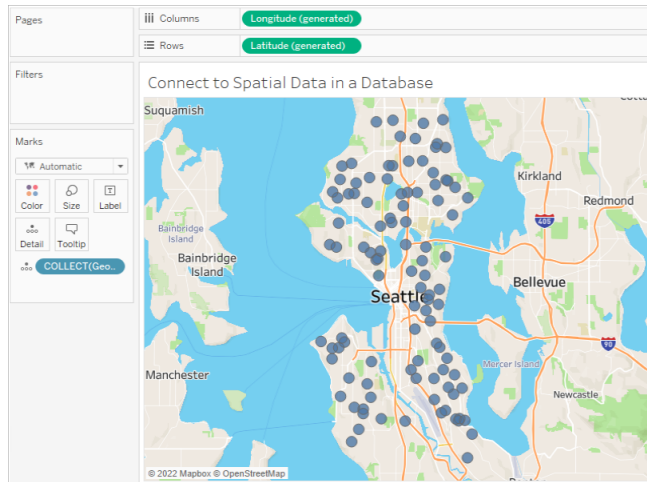 Pages
Columns
Longitude (generated)
Rows
Latitude (generated)
Filters
Marks
Automatic
Color
Size
Label
Detail
Tooltip
COLLECT(Geo..
Connect to Spatial Data in a Database
Suquamish
Kirkland
Redmond
405
Bainbridge
Island
Bainbridge
Island
Bellevue
Seattle
90
Mercer Island
Manchester
Newcastle
© 2022 Mapbox © OpenStreetMap